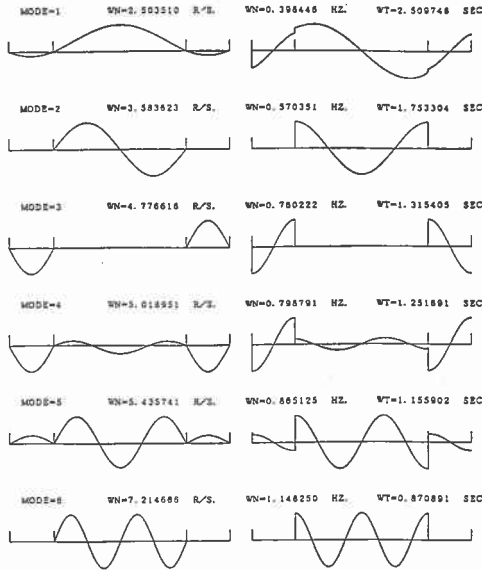 MODE=1 WN=2.503510 R/S. WN=0.398446 HZ. WT=2.509748 SEC
MODE=2 WN=3.583623 R/S. WN=0.570351 HZ. WT=1.753304 SEC
MODE=3 WN=4.776616 R/S. WN=0.760222 HZ. WT=1.315405 SEC
MODE=4 WN=5.018951 R/S. WN=0.798791 HZ. WT=1.251891 SEC
MODE=5 WN=5.435741 R/S. WN=0.865125 HZ. WT=1.155902 SEC
MODE=6 WN=7.214686 R/S. WN=1.148250 HZ. WT=0.870891 SEC